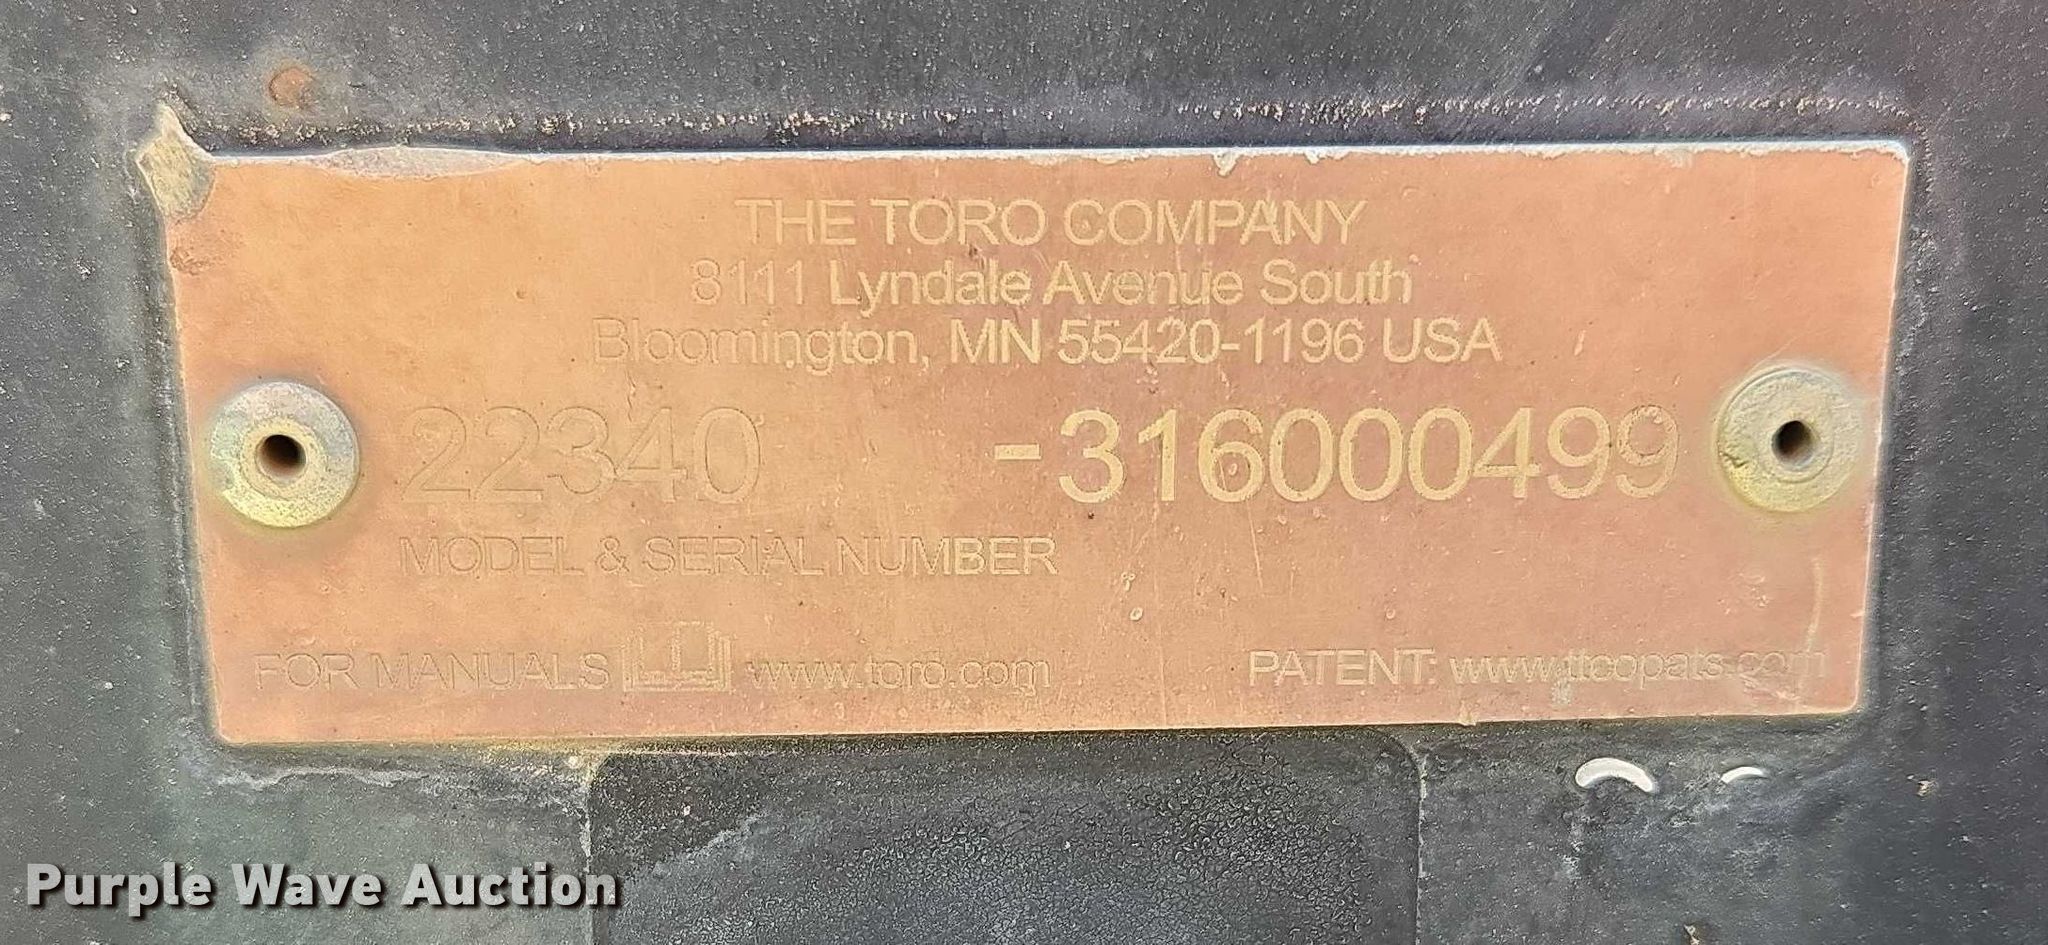 THE TORO COMPANY
8111 Lyndale Avenue South
Bloomington, MN 55420-1196 USA
22340 -316000499
MODEL & SERIAL NUMBER
FOR MANUALS www.toro.com PATENT: www.ttcopats.com
Purple Wave Auction